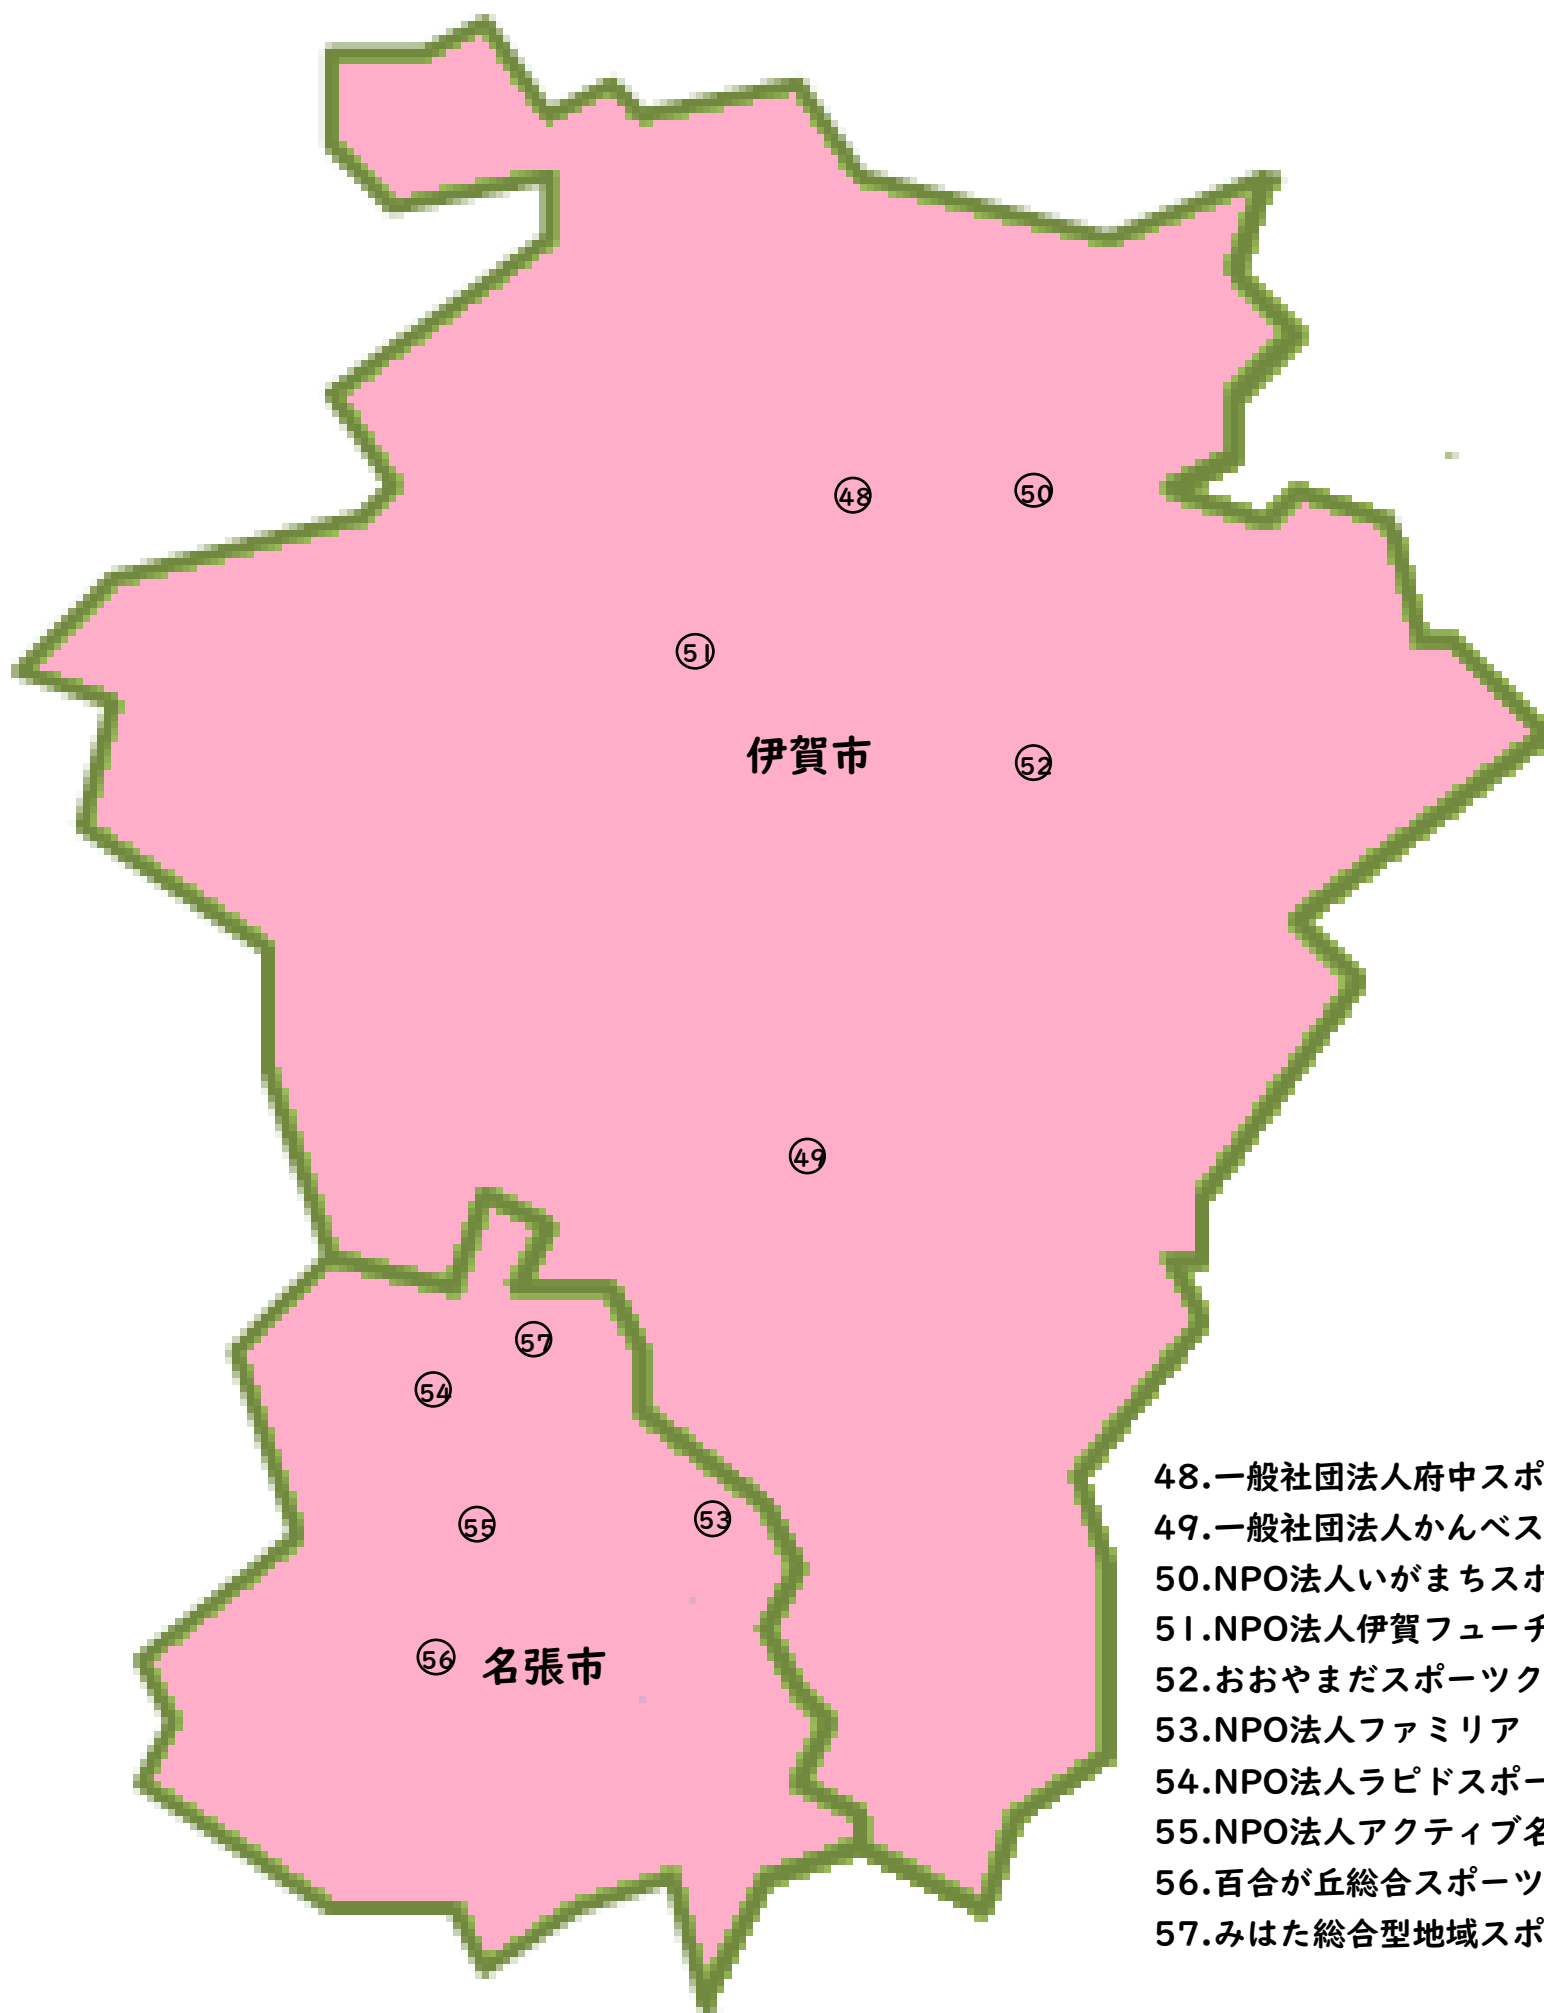 ㊽
㊿
51
伊賀市
52
㊾
57
54
55
53
56
名張市
48.一般社団法人府中スポ
49.一般社団法人かんべス
50.NPO法人いがまちスポ
51.NPO法人伊賀フューチ
52.おおやまだスポーツク
53.NPO法人ファミリア
54.NPO法人ラピドスポー
55.NPO法人アクティブ名
56.百合が丘総合スポーツ
57.みはた総合型地域スポ